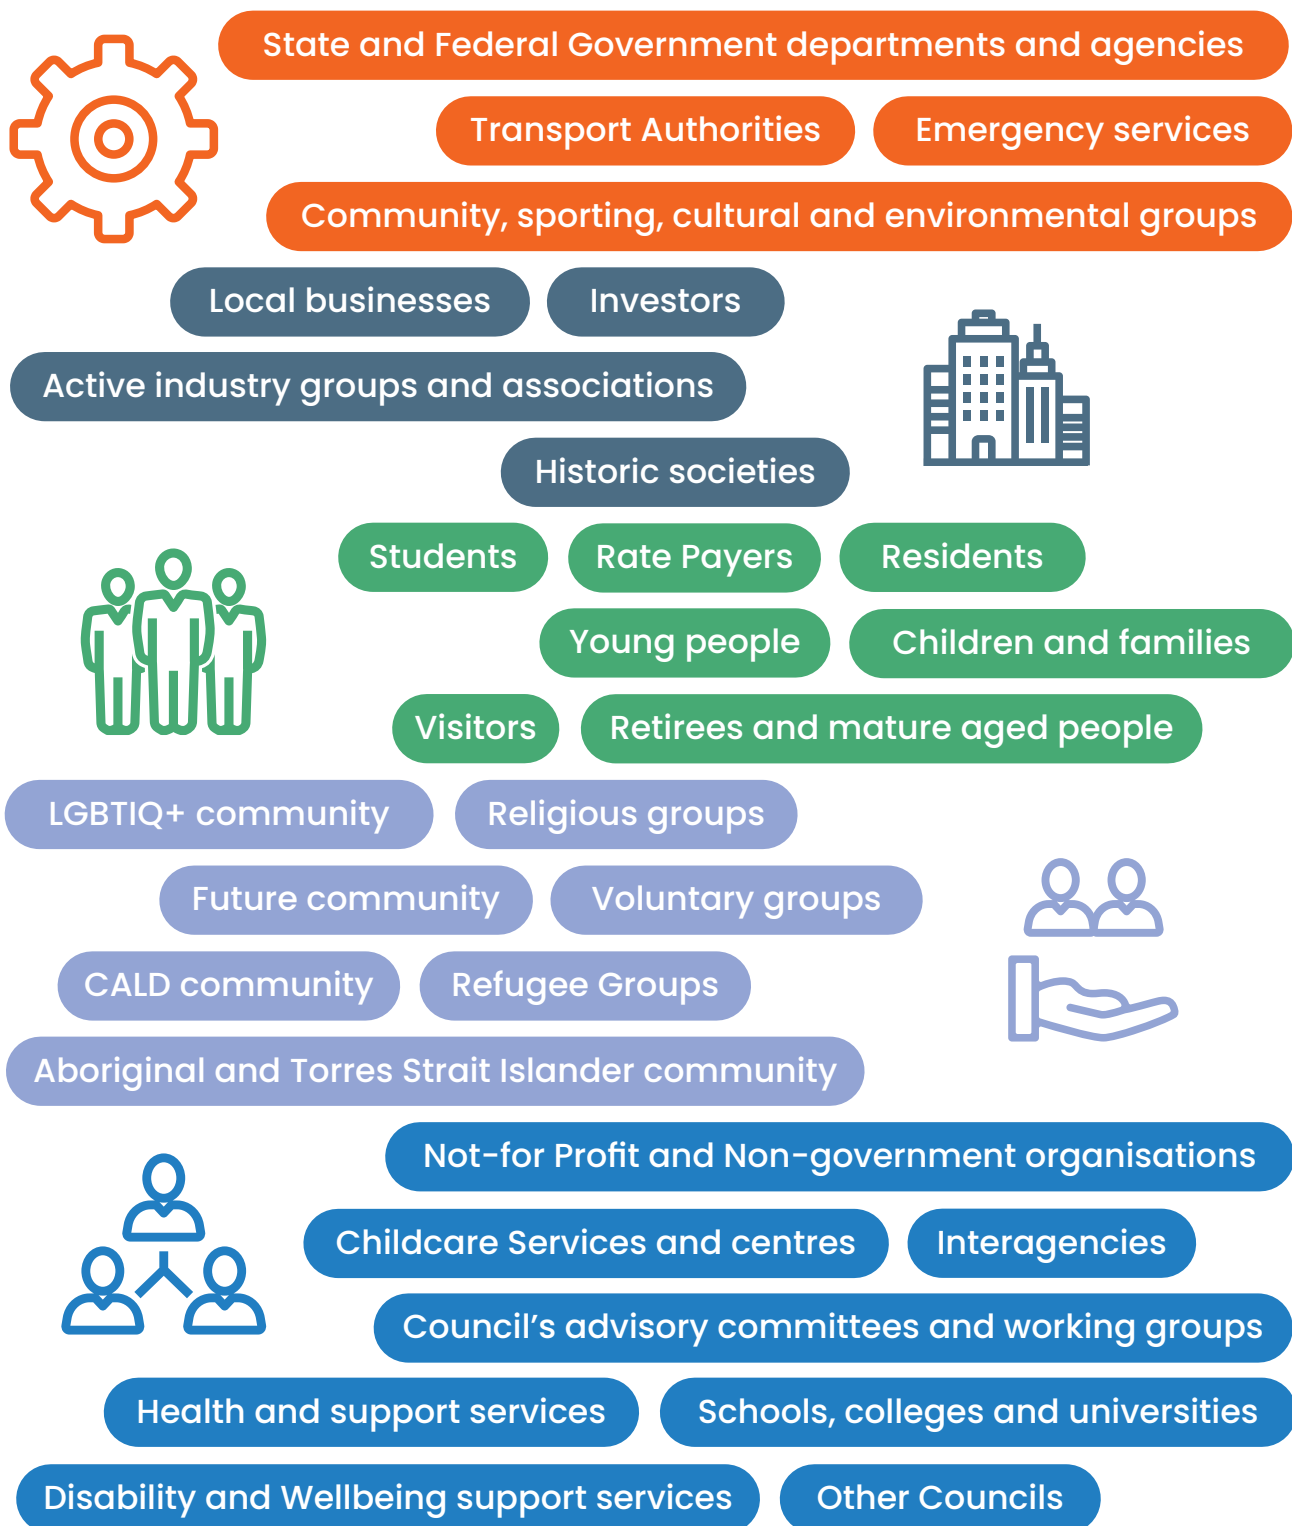 State and Federal Government departments and agencies
Transport Authorities
Emergency services
Community, sporting, cultural and environmental groups
Local businesses
Investors
Active industry groups and associations
Historic societies
Students
Rate Payers
Residents
Young people
Children and families
Visitors
Retirees and mature aged people
LGBTIQ+ community
Religious groups
Future community
Voluntary groups
CALD community
Refugee Groups
Aboriginal and Torres Strait Islander community
Not-for Profit and Non-government organisations
Childcare Services and centres
Interagencies
Council’s advisory committees and working groups
Health and support services
Schools, colleges and universities
Disability and Wellbeing support services
Other Councils